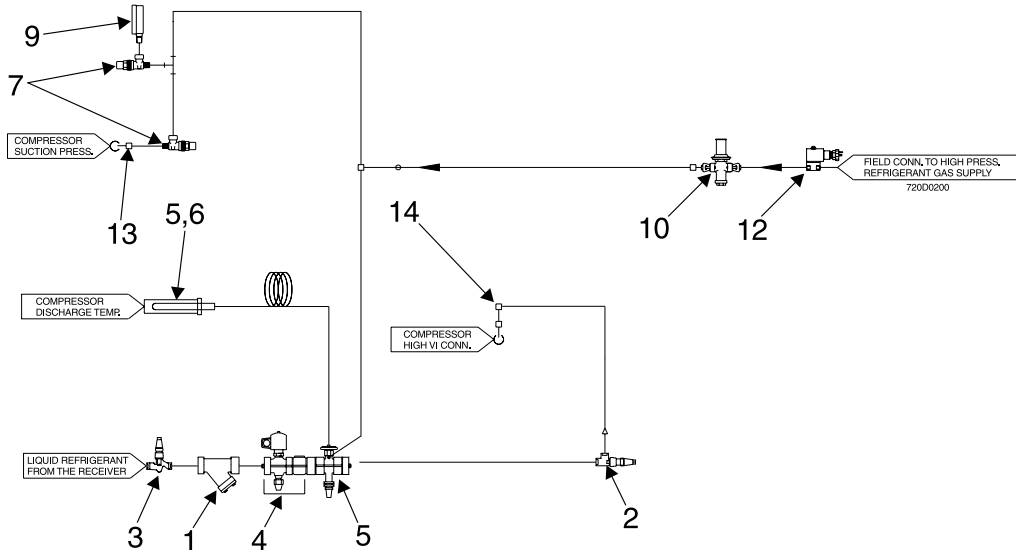 9
7
COMPRESSOR
SUCTION PRESS.
13
10
12
FIELD CONN. TO HIGH PRESS.
REFRIGERANT GAS SUPPLY
720D0200
5,6
14
COMPRESSOR
DISCHARGE TEMP.
COMPRESSOR
HIGH VI CONN.
LIQUID REFRIGERANT
FROM THE RECEIVER
3
1
4
5
2